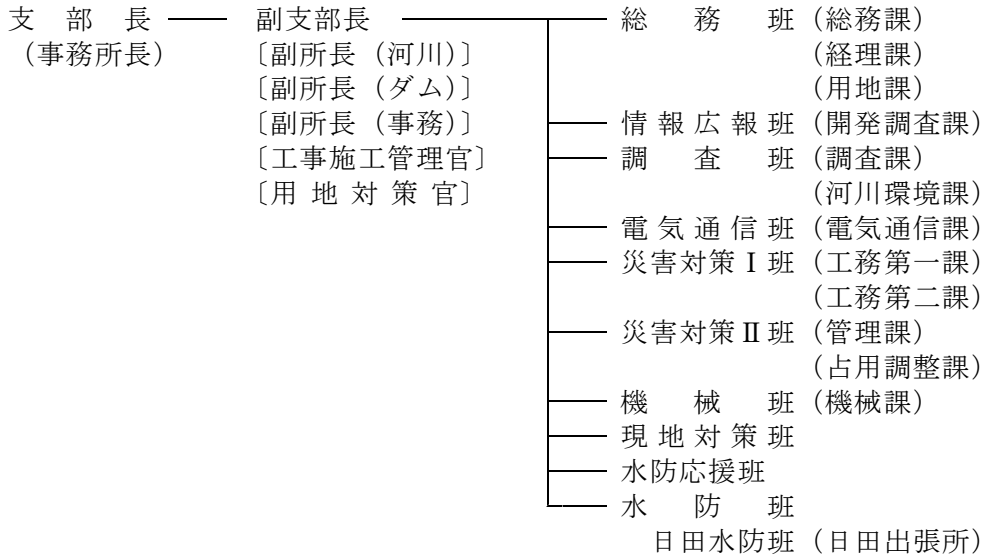 支部長 副支部長 総務班（総務課）
（事務所長） 〔副所長（河川）〕 （経理課）
〔副所長（ダム）〕 （用地課）
〔副所長（事務）〕 情報広報班（開発調査課）
〔工事施工管理官〕 調査班（調査課）
〔用地対策官〕 （河川環境課）
電気通信班（電気通信課）
災害対策Ⅰ班（工務第一課）
（工務第二課）
災害対策Ⅱ班（管理課）
（占用調整課）
機械班（機械課）
現地対策班
水防応援班
水防班
日田水防班（日田出張所）